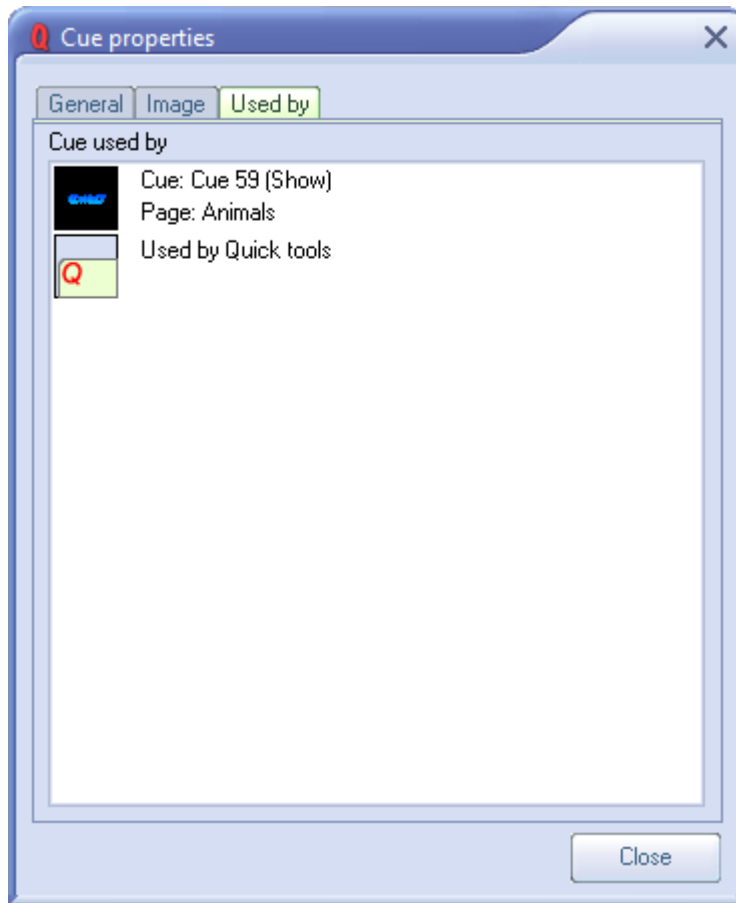 Q Cue properties
General Image Used by
Cue used by
Cue: Cue 59 (Show)
Page: Animals
Used by Quick tools
Q
Close